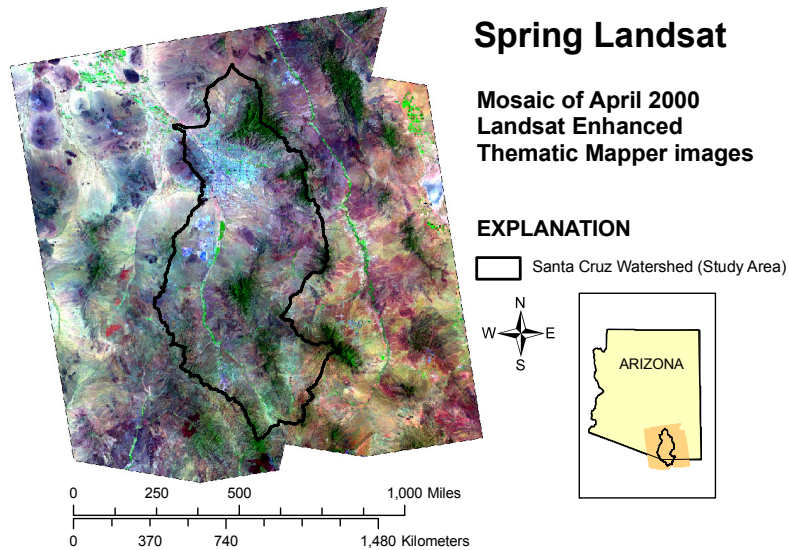 Spring Landsat
Mosaic of April 2000
Landsat Enhanced
Thematic Mapper images
EXPLANATION
Santa Cruz Watershed (Study Area)
N
W E
S
ARIZONA
0 250 500 1,000 Miles
0 370 740 1,480 Kilometers